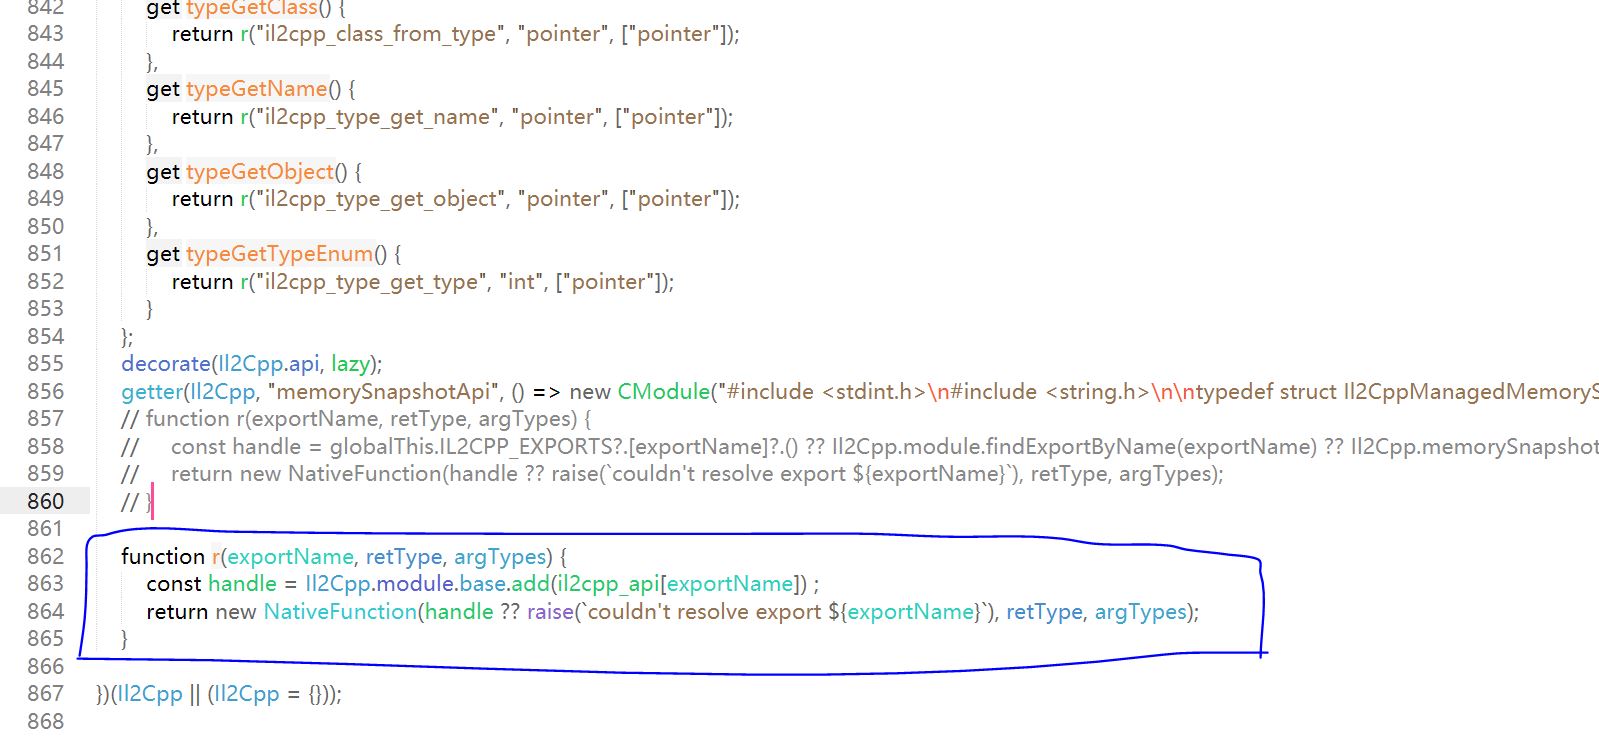 842 get typeGetClass() {
843 return r("il2cpp_class_from_type", "pointer", ["pointer"]);
844 },
845 get typeGetName() {
846 return r("il2cpp_type_get_name", "pointer", ["pointer"]);
847 },
848 get typeGetObject() {
849 return r("il2cpp_type_get_object", "pointer", ["pointer"]);
850 },
851 get typeGetTypeEnum() {
852 return r("il2cpp_type_get_type", "int", ["pointer"]);
853 }
854 };
855 decorate(Il2Cpp.api, lazy);
856 getter(Il2Cpp, "memorySnapshotApi", () => new CModule("#include <stdint.h>\n#include <string.h>\n\ntypedef struct Il2CppManagedMemoryS
857 // function r(exportName, retType, argTypes) {
858 // const handle = globalThis.IL2CPP_EXPORTS?.[exportName]?.() ?? Il2Cpp.module.findExportByName(exportName) ?? Il2Cpp.memorySnapshot
859 // return new NativeFunction(handle ?? raise(`couldn't resolve export ${exportName}`), retType, argTypes);
860 // }
861
862 function r(exportName, retType, argTypes) {
863 const handle = Il2Cpp.module.base.add(il2cpp_api[exportName]) ;
864 return new NativeFunction(handle ?? raise(`couldn't resolve export ${exportName}`), retType, argTypes);
865 }
866
867 })(Il2Cpp || (Il2Cpp = {}));
868